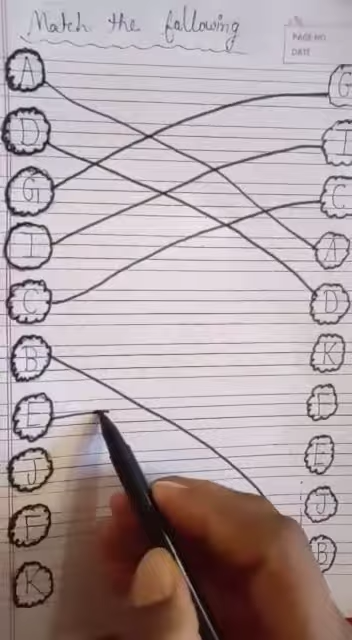 Match the following
PAGE NO.
DATE
A G
D I
G C
I A
C D
B K
E F
J E
F J
K B